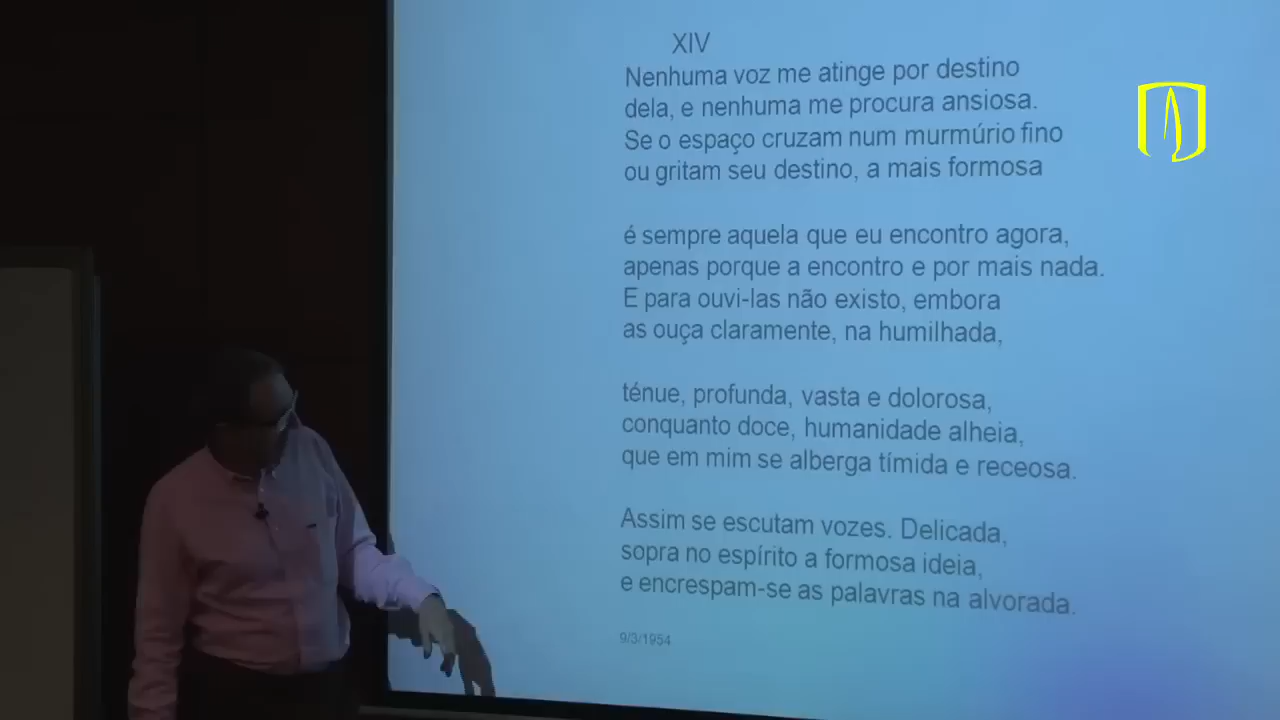 XIV
Nenhuma voz me atinge por destino
dela, e nenhuma me procura ansiosa.
Se o espaço cruzam num murmúrio fino
ou gritam seu destino, a mais formosa
é sempre aquela que eu encontro agora,
apenas porque a encontro e por mais nada.
E para ouvi-las não existo, embora
as ouça claramente, na humilhada,
ténue, profunda, vasta e dolorosa,
conquanto doce, humanidade alheia,
que em mim se alberga tímida e receosa.
Assim se escutam vozes. Delicada,
sopra no espírito a formosa ideia,
e encrespam-se as palavras na alvorada.
9/3/1954